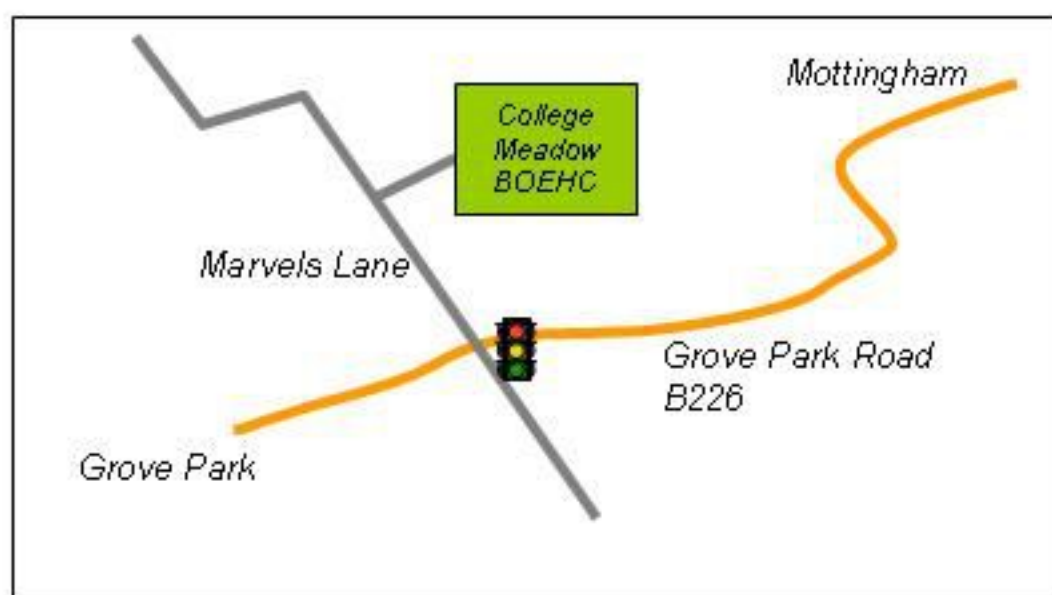 Mottingham
College
Meadow
BOEHC
Marvels Lane
Grove Park Road
B226
Grove Park